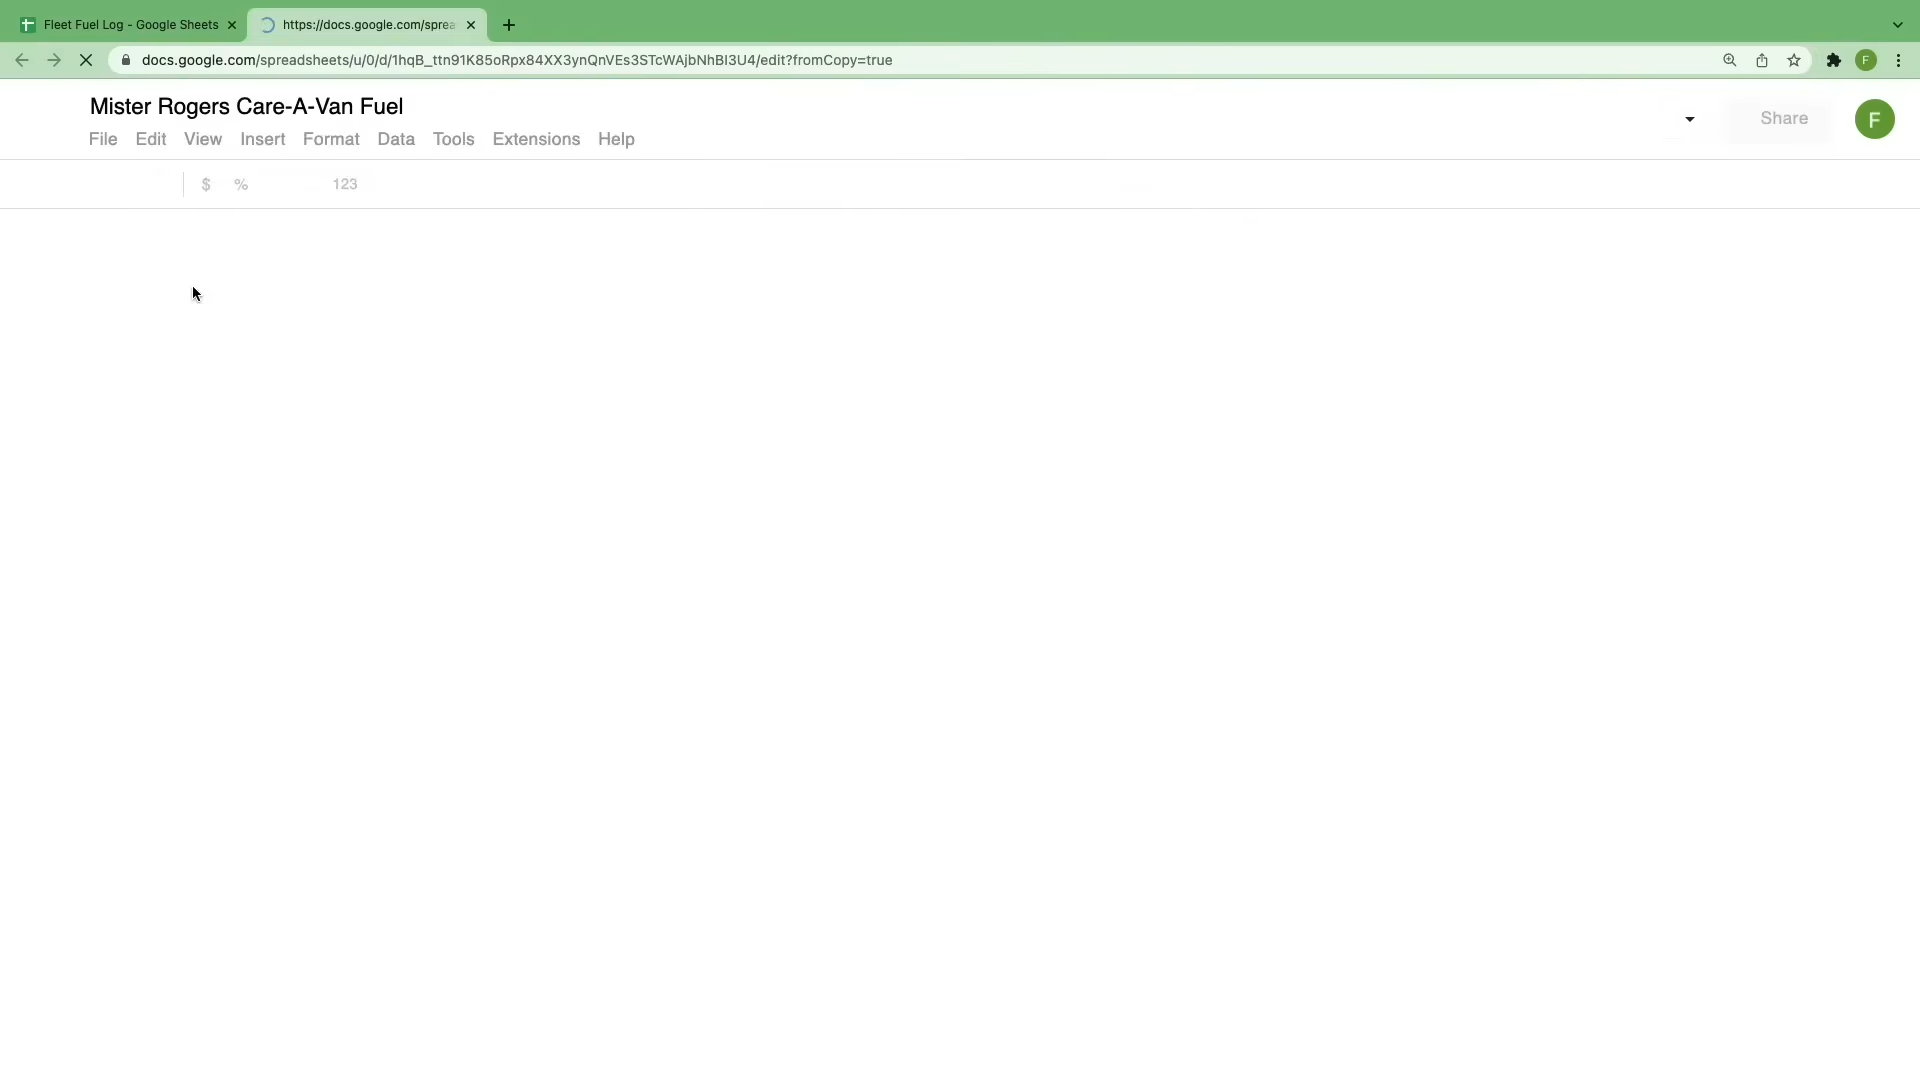 Fleet Fuel Log - Google Sheets
https://docs.google.com/sprea
docs.google.com/spreadsheets/u/0/d/1hqB_ttn91K85oRpx84XX3ynQnVEs3STcWAjbNhBI3U4/edit?fromCopy=true
F
Mister Rogers Care-A-Van Fuel
File Edit View Insert Format Data Tools Extensions Help
Share
F
$ % 123